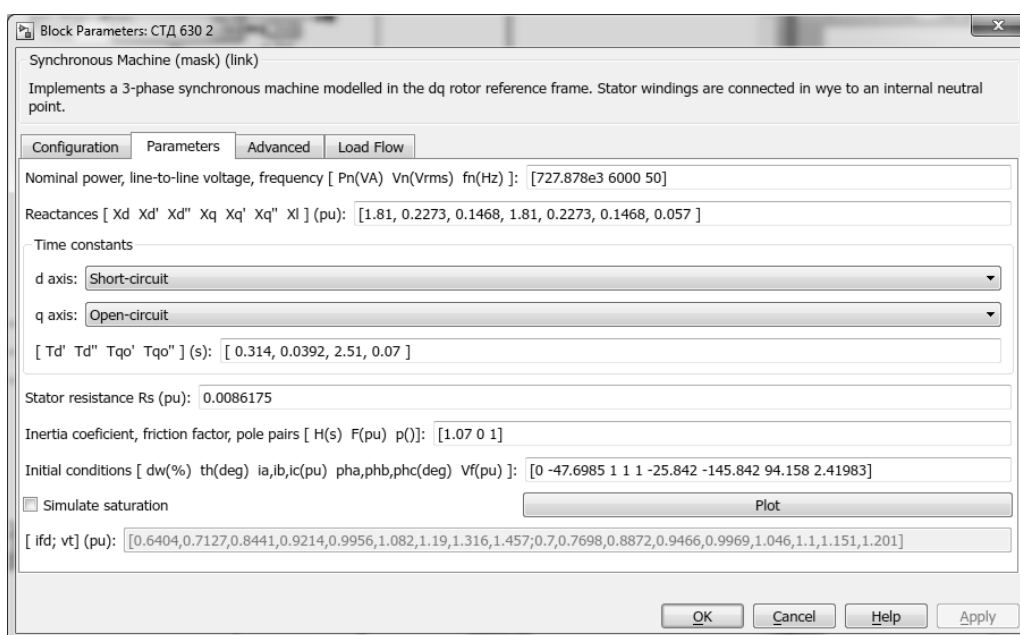 Block Parameters: СТД 630 2
Synchronous Machine (mask) (link)
Implements a 3-phase synchronous machine modelled in the dq rotor reference frame. Stator windings are connected in wye to an internal neutral
point.
Configuration Parameters Advanced Load Flow
Nominal power, line-to-line voltage, frequency [ Pn(VA) Vn(Vrms) fn(Hz) ]: [727.878e3 6000 50]
Reactances [ Xd Xd' Xd'' Xq Xq' Xq'' Xl ] (pu): [1.81, 0.2273, 0.1468, 1.81, 0.2273, 0.1468, 0.057 ]
Time constants
d axis: Short-circuit
q axis: Open-circuit
[ Td' Td'' Tqo' Tqo'' ] (s): [ 0.314, 0.0392, 2.51, 0.07 ]
Stator resistance Rs (pu): 0.0086175
Inertia coeficient, friction factor, pole pairs [ H(s) F(pu) p()]: [1.07 0 1]
Initial conditions [ dw(%) th(deg) ia,ib,ic(pu) pha,phb,phc(deg) Vf(pu) ]: [0 -47.6985 1 1 1 -25.842 -145.842 94.158 2.41983]
Simulate saturation Plot
[ ifd; vt] (pu): [0.6404,0.7127,0.8441,0.9214,0.9956,1.082,1.19,1.316,1.457;0.7,0.7698,0.8872,0.9466,0.9969,1.046,1.1,1.151,1.201]
OK Cancel Help Apply